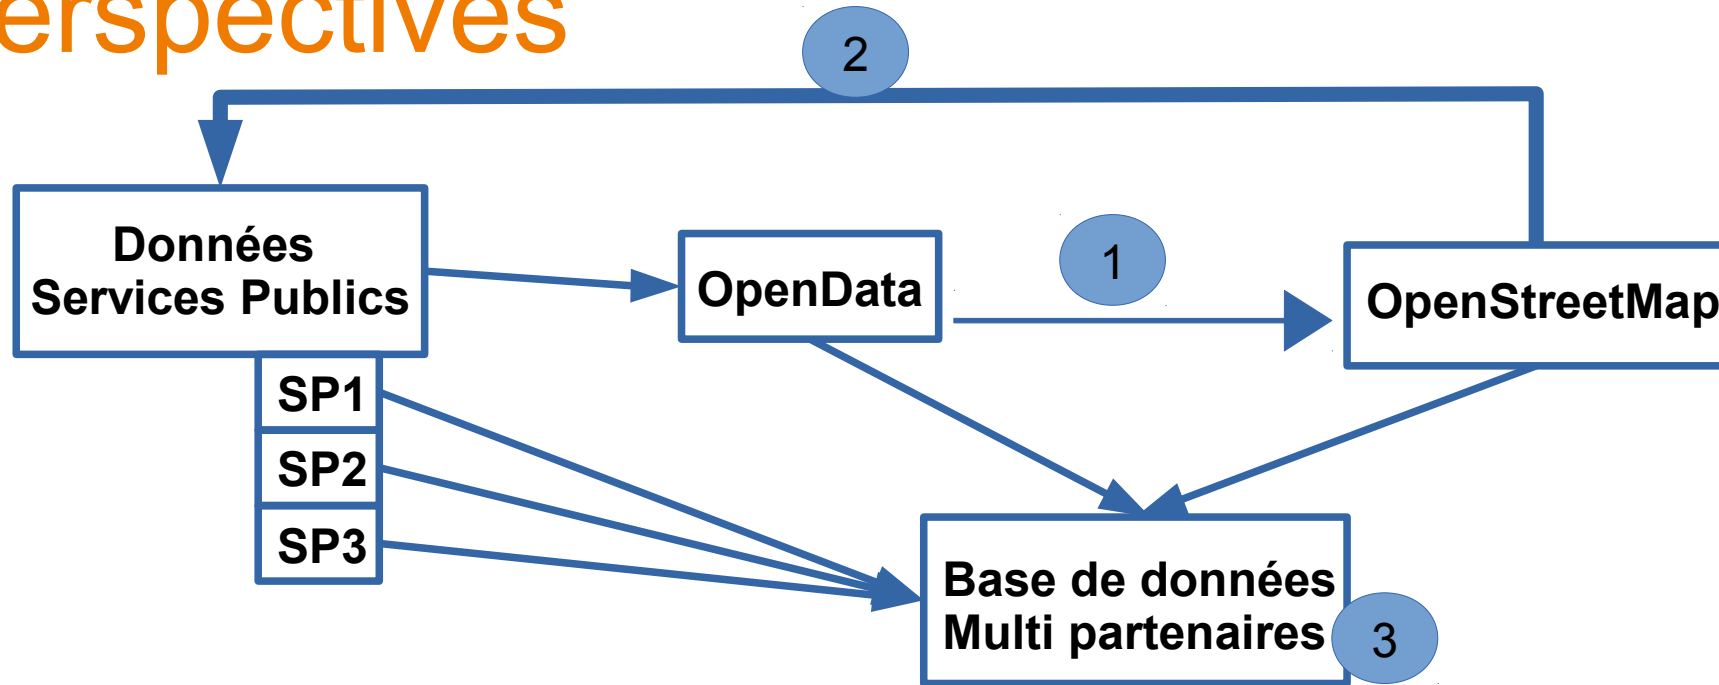 erspectives
2
Données
Services Publics
OpenData
1
OpenStreetMap
SP1
SP2
SP3
Base de données
Multi partenaires
3